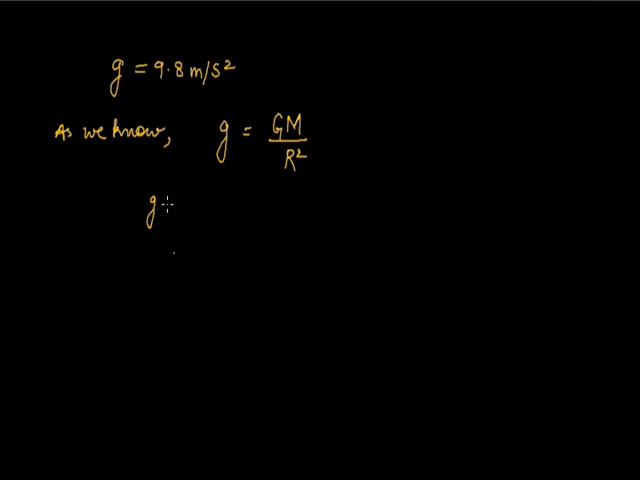 g = 9.8 m/s²
As we know, g = GM/R²
g